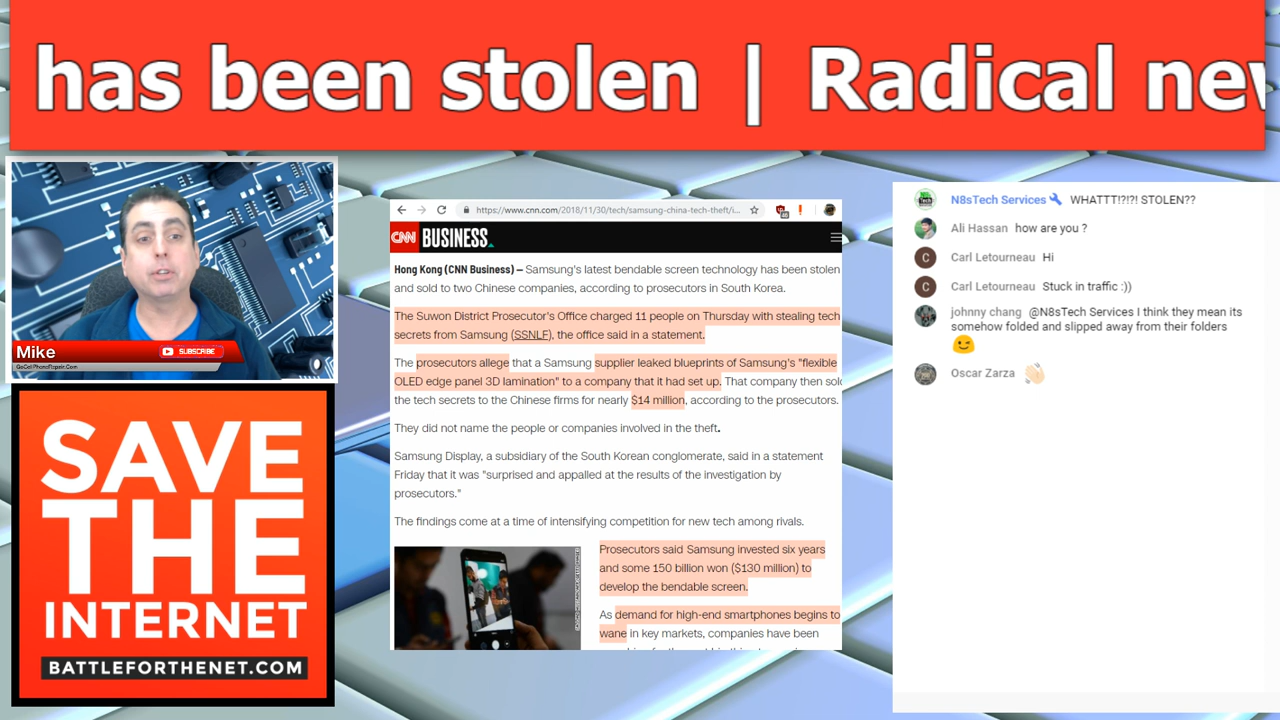 has been stolen | Radical nev
Mike
SUBSCRIBE
GoCellPhoneRepair.Com
SAVE
THE
INTERNET
BATTLEFORTHENET.COM
https://www.cnn.com/2018/11/30/tech/samsung-china-tech-theft/i...
CNN BUSINESS
Hong Kong (CNN Business) — Samsung's latest bendable screen technology has been stolen
and sold to two Chinese companies, according to prosecutors in South Korea.
The Suwon District Prosecutor's Office charged 11 people on Thursday with stealing tech
secrets from Samsung (SSNLF), the office said in a statement.
The prosecutors allege that a Samsung supplier leaked blueprints of Samsung's "flexible
OLED edge panel 3D lamination" to a company that it had set up. That company then sold
the tech secrets to the Chinese firms for nearly $14 million, according to the prosecutors.
They did not name the people or companies involved in the theft.
Samsung Display, a subsidiary of the South Korean conglomerate, said in a statement
Friday that it was "surprised and appalled at the results of the investigation by
prosecutors."
The findings come at a time of intensifying competition for new tech among rivals.
Prosecutors said Samsung invested six years
and some 150 billion won ($130 million) to
develop the bendable screen.
As demand for high-end smartphones begins to
wane in key markets, companies have been
N8sTech Services WHATTT!?!?! STOLEN??
Ali Hassan how are you ?
C Carl Letourneau Hi
C Carl Letourneau Stuck in traffic :))
johnny chang @N8sTech Services I think they mean its
somehow folded and slipped away from their folders
😉
Oscar Zarza 👋🏻